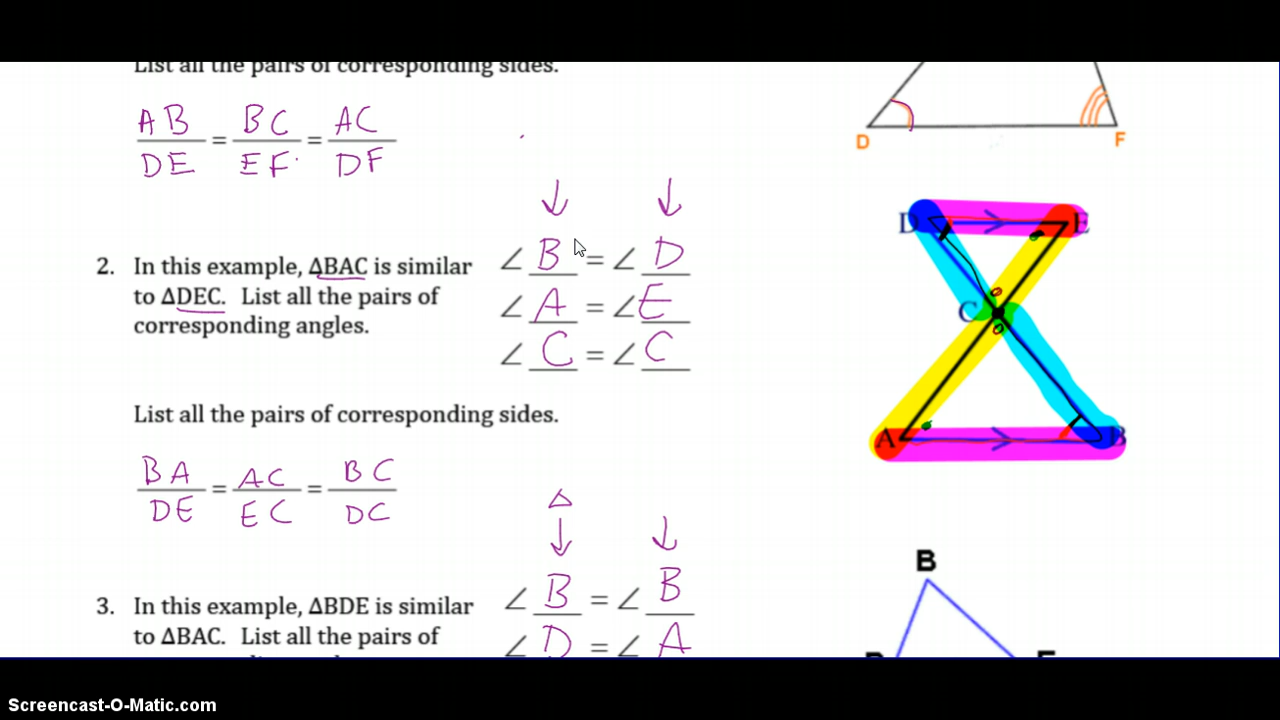 List all the pairs of corresponding sides.
AB/DE = BC/EF = AC/DF
D F
2. In this example, ΔBAC is similar
to ΔDEC. List all the pairs of
corresponding angles.
∠ B = ∠ D
∠ A = ∠ E
∠ C = ∠ C
D E
C
A B
List all the pairs of corresponding sides.
BA/DE = AC/EC = BC/DC
Δ
3. In this example, ΔBDE is similar
to ΔBAC. List all the pairs of
∠ B = ∠ B
∠ D = ∠ A
B
Screencast-O-Matic.com